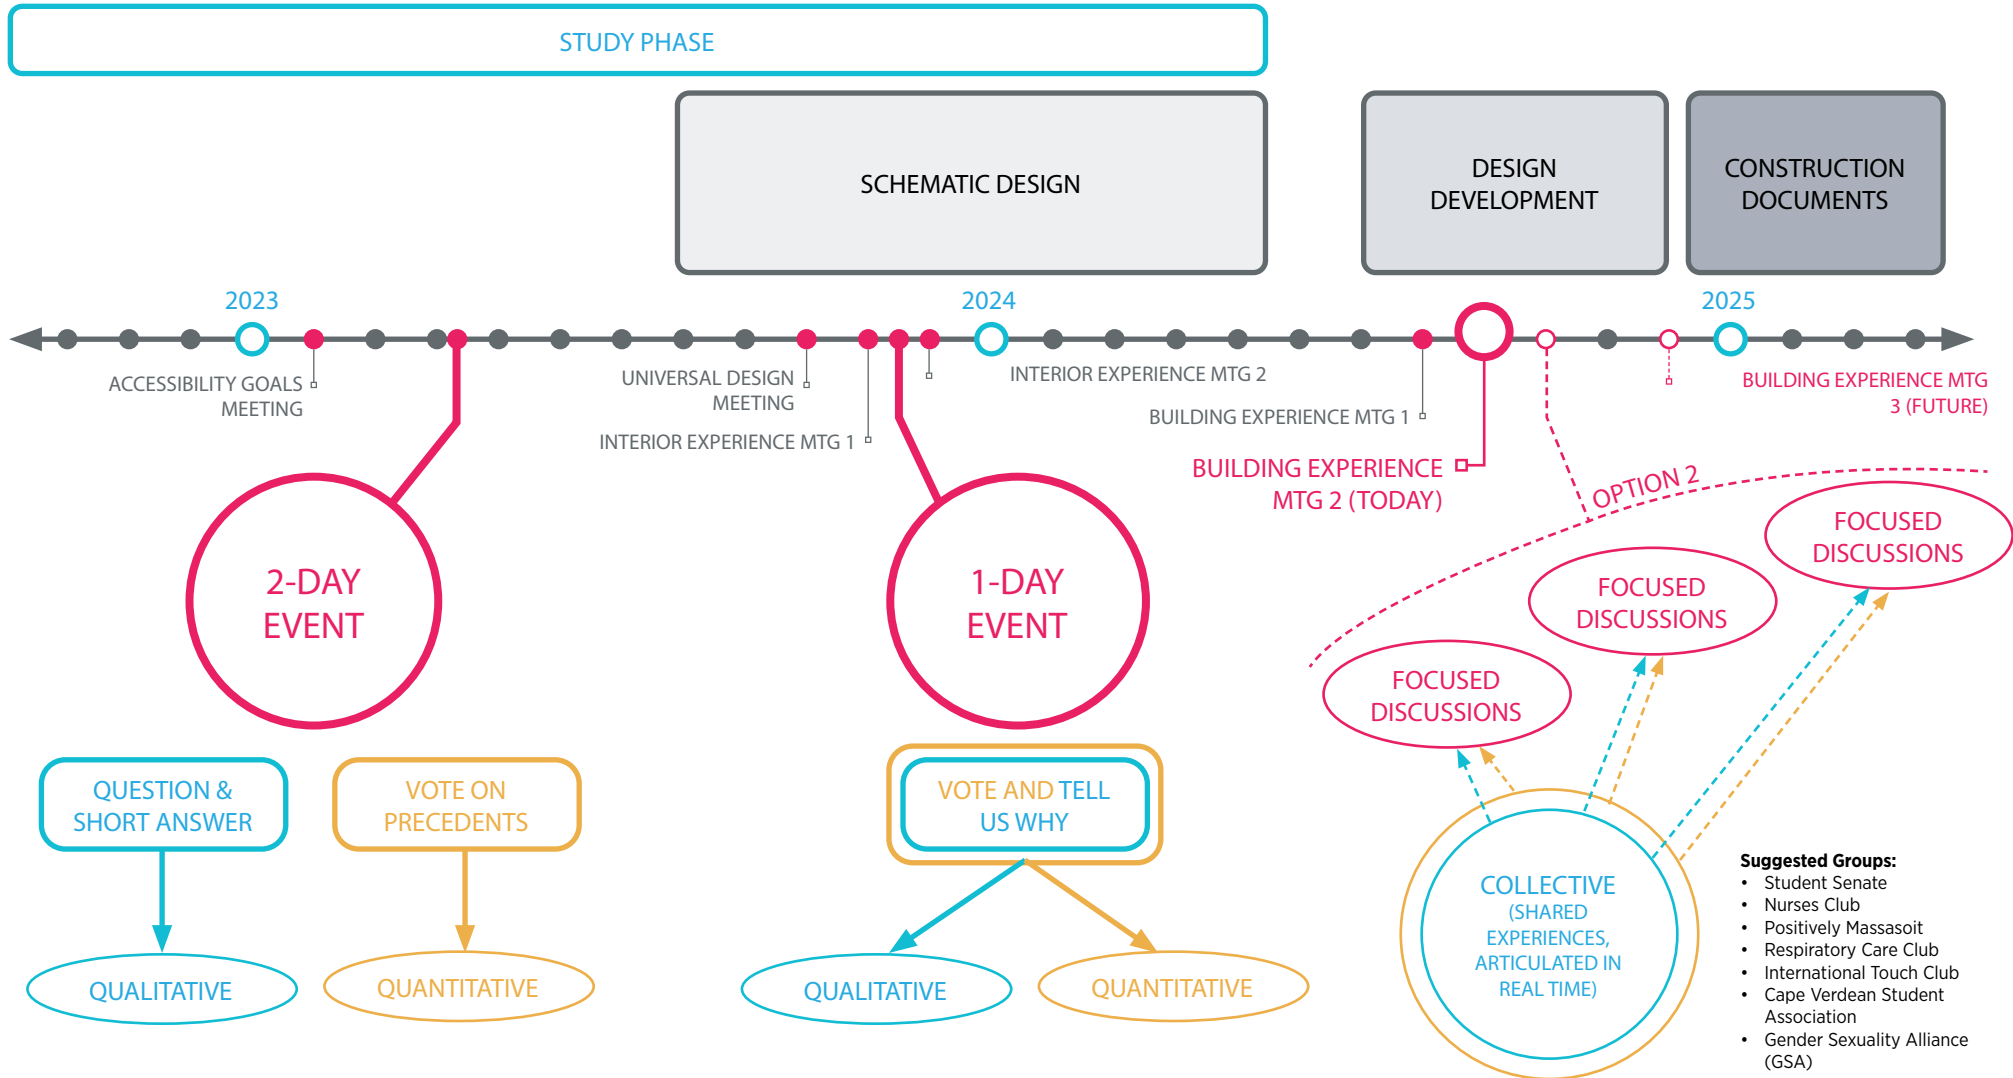 STUDY PHASE
SCHEMATIC DESIGN
DESIGN
DEVELOPMENT
CONSTRUCTION
DOCUMENTS
2023
2024
2025
ACCESSIBILITY GOALS
MEETING
UNIVERSAL DESIGN
MEETING
INTERIOR EXPERIENCE MTG 1
INTERIOR EXPERIENCE MTG 2
BUILDING EXPERIENCE MTG 1
BUILDING EXPERIENCE
MTG 2 (TODAY)
BUILDING EXPERIENCE MTG
3 (FUTURE)
OPTION 2
2-DAY
EVENT
1-DAY
EVENT
FOCUSED
DISCUSSIONS
FOCUSED
DISCUSSIONS
FOCUSED
DISCUSSIONS
QUESTION &
SHORT ANSWER
VOTE ON
PRECEDENTS
VOTE AND TELL
US WHY
QUALITATIVE
QUANTITATIVE
QUALITATIVE
QUANTITATIVE
COLLECTIVE
(SHARED
EXPERIENCES,
ARTICULATED IN
REAL TIME)
Suggested Groups:
• Student Senate
• Nurses Club
• Positively Massasoit
• Respiratory Care Club
• International Touch Club
• Cape Verdean Student
Association
• Gender Sexuality Alliance
(GSA)